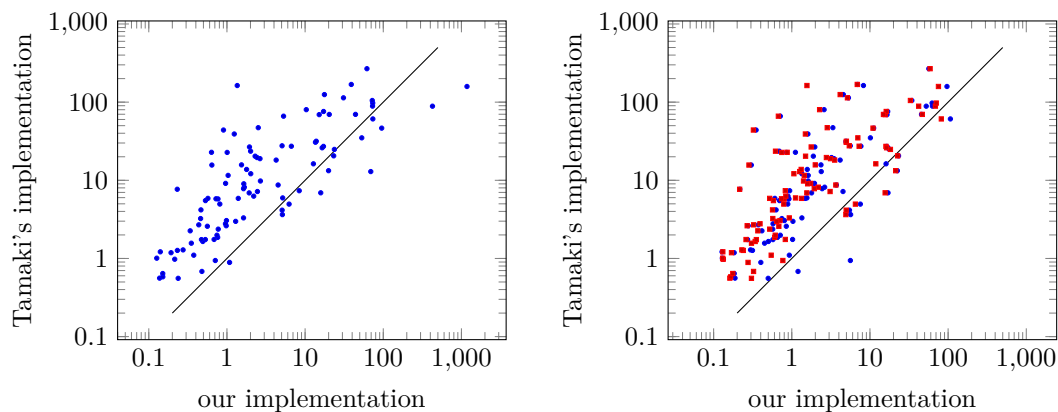 1,000
100
10
1
0.1
Tamaki's implementation
0.1 1 10 100 1,000
our implementation
1,000
100
10
1
0.1
Tamaki's implementation
0.1 1 10 100 1,000
our implementation